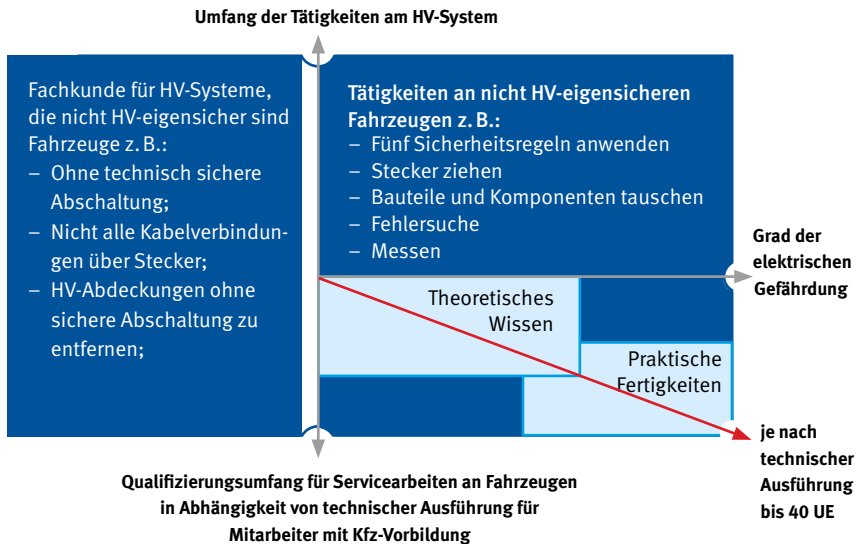 Umfang der Tätigkeiten am HV-System
Fachkunde für HV-Systeme,
die nicht HV-eigensicher sind
Fahrzeuge z. B.:
– Ohne technisch sichere
Abschaltung;
– Nicht alle Kabelverbindun-
gen über Stecker;
– HV-Abdeckungen ohne
sichere Abschaltung zu
entfernen;
Tätigkeiten an nicht HV-eigensicheren
Fahrzeugen z. B.:
– Fünf Sicherheitsregeln anwenden
– Stecker ziehen
– Bauteile und Komponenten tauschen
– Fehlersuche
– Messen
Grad der
elektrischen
Gefährdung
Theoretisches
Wissen
Praktische
Fertigkeiten
je nach
technischer
Ausführung
bis 40 UE
Qualifizierungsumfang für Servicearbeiten an Fahrzeugen
in Abhängigkeit von technischer Ausführung für
Mitarbeiter mit Kfz-Vorbildung